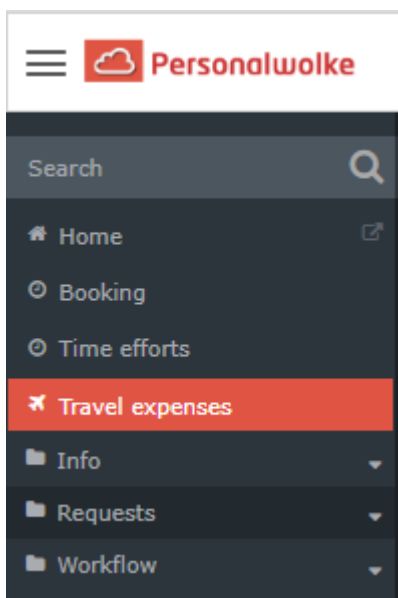 Personalwolke
Search
Home
Booking
Time efforts
Travel expenses
Info
Requests
Workflow